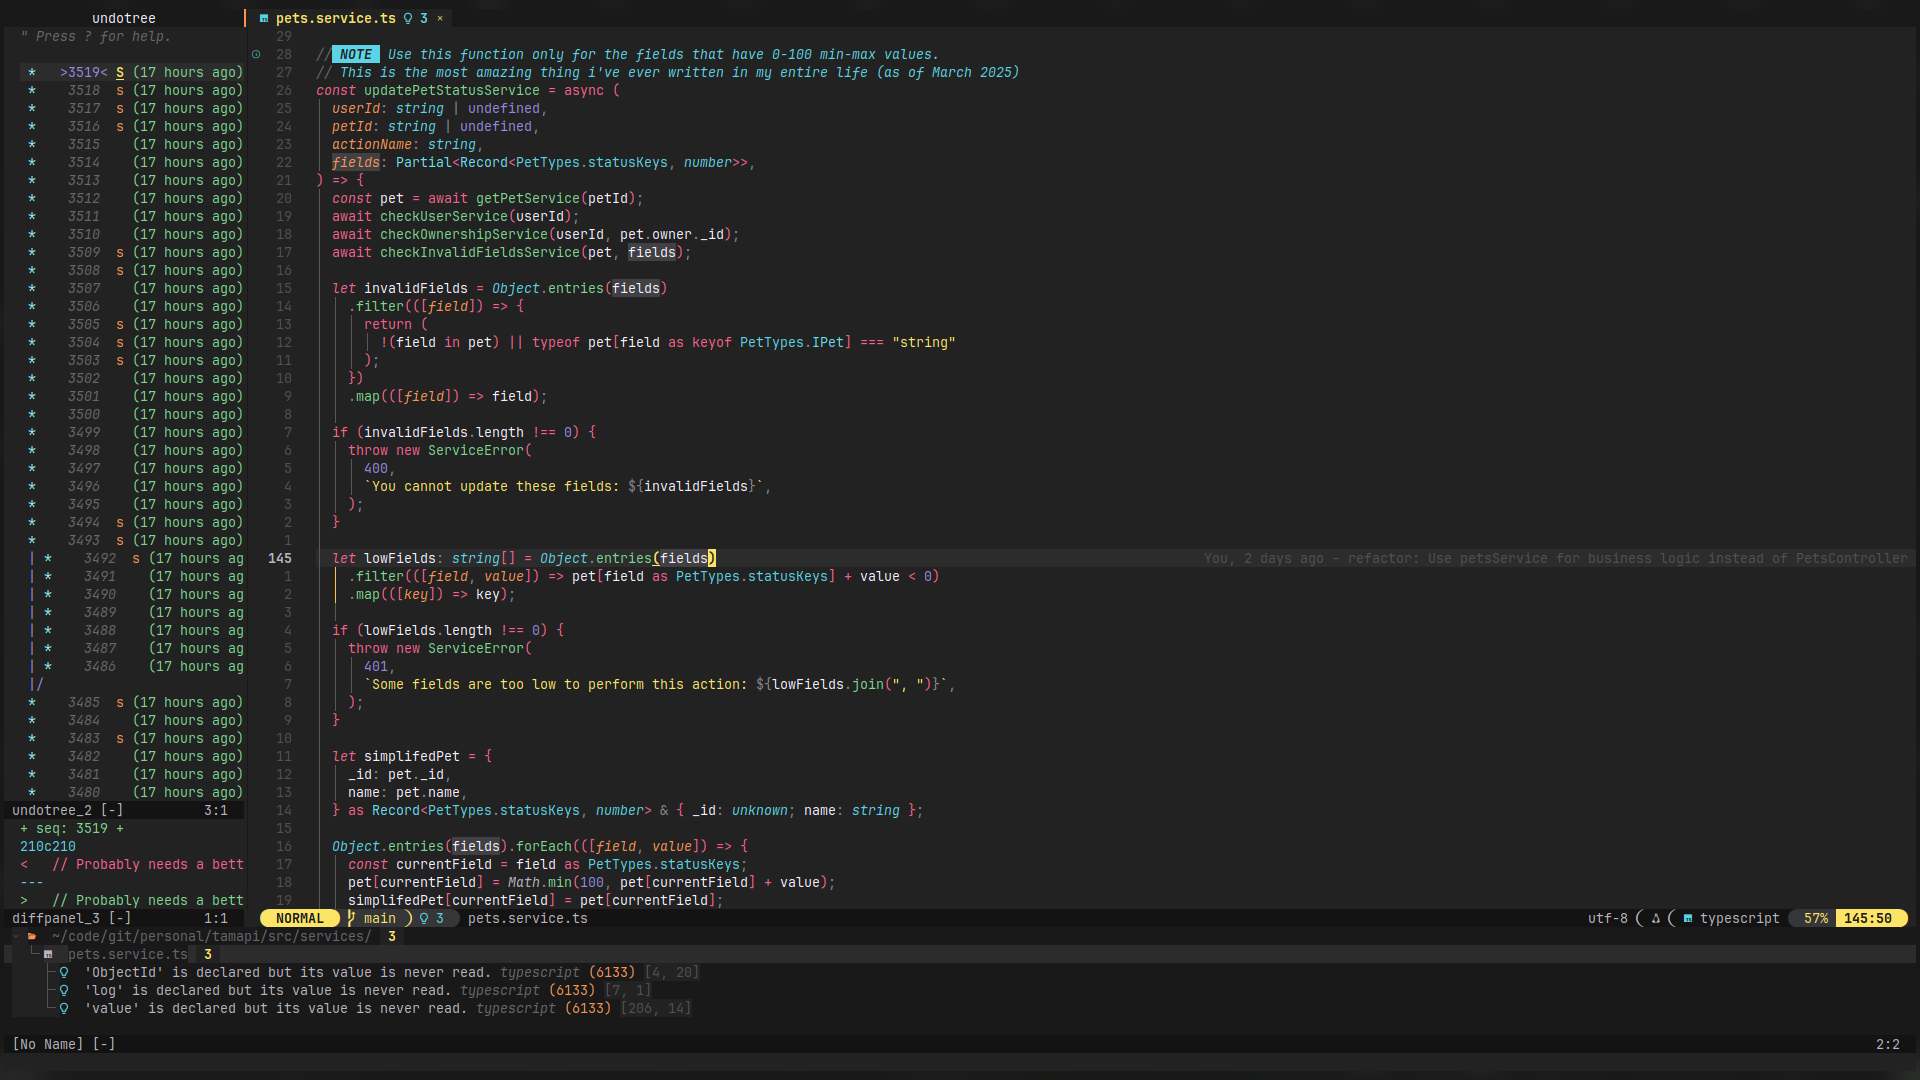 undotree
" Press ? for help.
* >3519< S (17 hours ago)
* 3518 s (17 hours ago)
* 3517 s (17 hours ago)
* 3516 s (17 hours ago)
* 3515 (17 hours ago)
* 3514 (17 hours ago)
* 3513 (17 hours ago)
* 3512 (17 hours ago)
* 3511 (17 hours ago)
* 3510 (17 hours ago)
* 3509 s (17 hours ago)
* 3508 s (17 hours ago)
* 3507 (17 hours ago)
* 3506 (17 hours ago)
* 3505 s (17 hours ago)
* 3504 s (17 hours ago)
* 3503 s (17 hours ago)
* 3502 (17 hours ago)
* 3501 (17 hours ago)
* 3500 (17 hours ago)
* 3499 (17 hours ago)
* 3498 (17 hours ago)
* 3497 (17 hours ago)
* 3496 (17 hours ago)
* 3495 (17 hours ago)
* 3494 s (17 hours ago)
* 3493 s (17 hours ago)
| * 3492 s (17 hours ag
| * 3491 (17 hours ag
| * 3490 (17 hours ag
| * 3489 (17 hours ag
| * 3488 (17 hours ag
| * 3487 (17 hours ag
| * 3486 (17 hours ag
|/
* 3485 s (17 hours ago)
* 3484 (17 hours ago)
* 3483 s (17 hours ago)
* 3482 (17 hours ago)
* 3481 (17 hours ago)
* 3480 (17 hours ago)
undotree_2 [-] 3:1
+ seq: 3519 +
210c210
< // Probably needs a bett
---
> // Probably needs a bett
diffpanel_3 [-] 1:1
pets.service.ts 3 ×
29
28 // NOTE Use this function only for the fields that have 0-100 min-max values.
27 // This is the most amazing thing i've ever written in my entire life (as of March 2025)
26 const updatePetStatusService = async (
25 userId: string | undefined,
24 petId: string | undefined,
23 actionName: string,
22 fields: Partial<Record<PetTypes.statusKeys, number>>,
21 ) => {
20 const pet = await getPetService(petId);
19 await checkUserService(userId);
18 await checkOwnershipService(userId, pet.owner._id);
17 await checkInvalidFieldsService(pet, fields);
16
15 let invalidFields = Object.entries(fields)
14 .filter(([field]) => {
13 return (
12 !(field in pet) || typeof pet[field as keyof PetTypes.IPet] === "string"
11 );
10 })
9 .map(([field]) => field);
8
7 if (invalidFields.length !== 0) {
6 throw new ServiceError(
5 400,
4 `You cannot update these fields: ${invalidFields}`,
3 );
2 }
1
145 let lowFields: string[] = Object.entries(fields) You, 2 days ago - refactor: Use petsService for business logic instead of PetsController
1 .filter(([field, value]) => pet[field as PetTypes.statusKeys] + value < 0)
2 .map(([key]) => key);
3
4 if (lowFields.length !== 0) {
5 throw new ServiceError(
6 401,
7 `Some fields are too low to perform this action: ${lowFields.join(", ")}`,
8 );
9 }
10
11 let simplifedPet = {
12 _id: pet._id,
13 name: pet.name,
14 } as Record<PetTypes.statusKeys, number> & { _id: unknown; name: string };
15
16 Object.entries(fields).forEach(([field, value]) => {
17 const currentField = field as PetTypes.statusKeys;
18 pet[currentField] = Math.min(100, pet[currentField] + value);
19 simplifedPet[currentField] = pet[currentField];
NORMAL main ) 3 pets.service.ts utf-8 ( ( typescript 57% 145:50
~/code/git/personal/tamapi/src/services/ 3
pets.service.ts 3
'ObjectId' is declared but its value is never read. typescript (6133) [4, 20]
'log' is declared but its value is never read. typescript (6133) [7, 1]
'value' is declared but its value is never read. typescript (6133) [206, 14]
[No Name] [-] 2:2